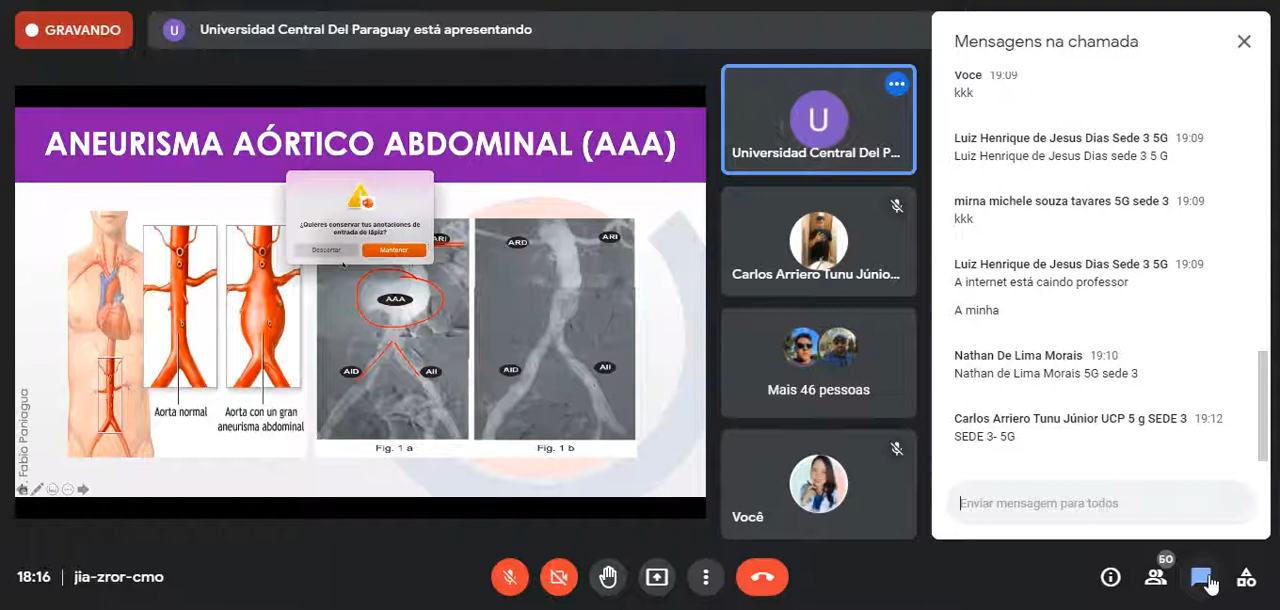 GRAVANDO
U
Universidad Central Del Paraguay está apresentando
ANEURISMA AÓRTICO ABDOMINAL (AAA)
¿Quieres conservar tus anotaciones de
entrada de lápiz?
Descartar
Mantener
ARI
AAA
AID
AII
ARD
ARI
AID
AII
Aorta normal
Aorta con un gran
aneurisma abdominal
Fig. 1 a
Fig. 1 b
Fabio Paniagua
U
Universidad Central Del P...
Carlos Arriero Tunu Júnio...
Mais 46 pessoas
Você
Mensagens na chamada
Voce 19:09
kkk
Luiz Henrique de Jesus Dias Sede 3 5G 19:09
Luiz Henrique de Jesus Dias sede 3 5 G
mirna michele souza tavares 5G sede 3 19:09
kkk
Luiz Henrique de Jesus Dias Sede 3 5G 19:09
A internet está caindo professor
A minha
Nathan De Lima Morais 19:10
Nathan de Lima Morais 5G sede 3
Carlos Arriero Tunu Júnior UCP 5 g SEDE 3 19:12
SEDE 3- 5G
Enviar mensagem para todos
18:16 | jia-zror-cmo
50